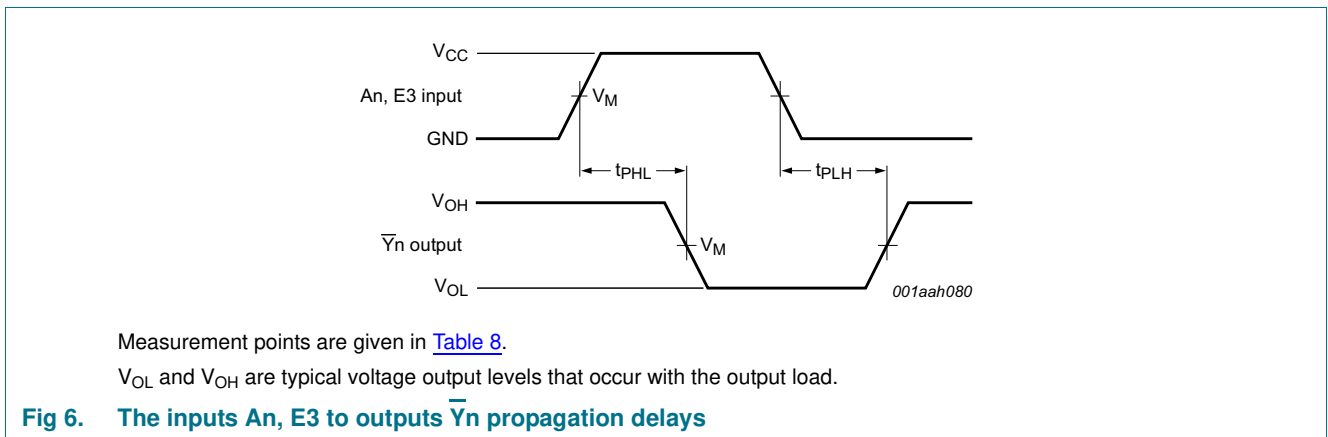 VCC
An, E3 input
VM
GND
tPHL
tPLH
VOH
Y̅n output
VM
VOL
001aah080
Measurement points are given in Table 8.
VOL and VOH are typical voltage output levels that occur with the output load.
Fig 6. The inputs An, E3 to outputs Y̅n propagation delays